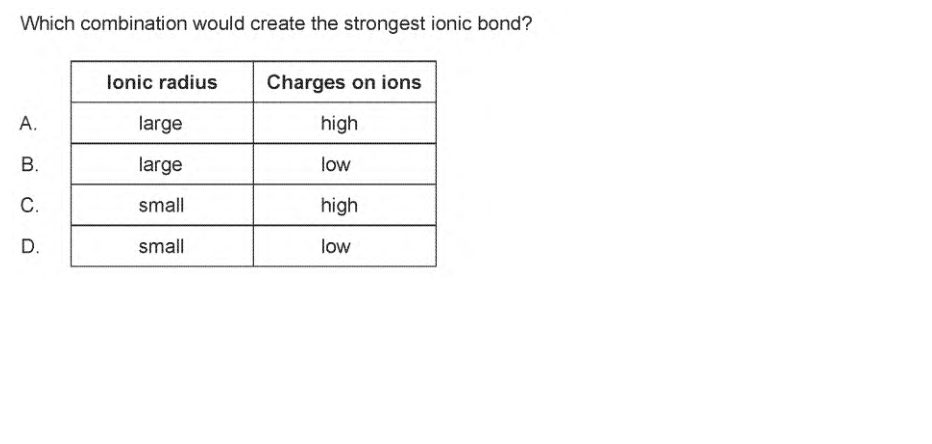 Which combination would create the strongest ionic bond?
Ionic radius Charges on ions
A. large high
B. large low
C. small high
D. small low